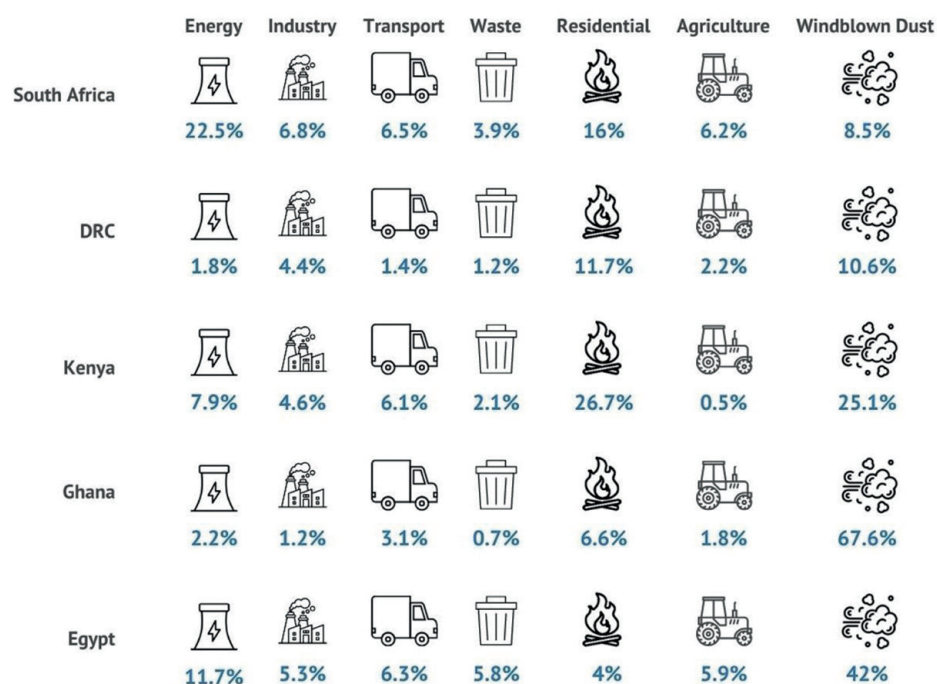 Energy Industry Transport Waste Residential Agriculture Windblown Dust
South Africa
22.5% 6.8% 6.5% 3.9% 16% 6.2% 8.5%
DRC
1.8% 4.4% 1.4% 1.2% 11.7% 2.2% 10.6%
Kenya
7.9% 4.6% 6.1% 2.1% 26.7% 0.5% 25.1%
Ghana
2.2% 1.2% 3.1% 0.7% 6.6% 1.8% 67.6%
Egypt
11.7% 5.3% 6.3% 5.8% 4% 5.9% 42%